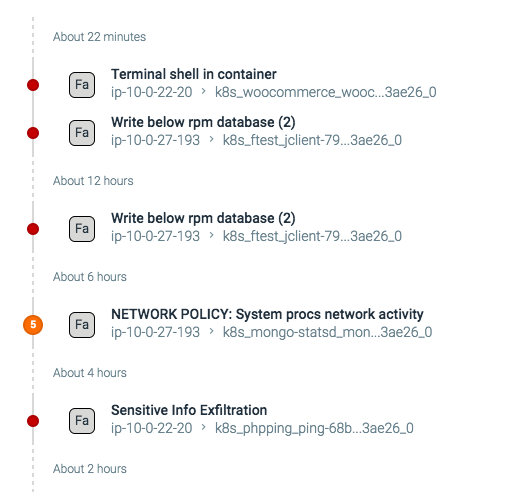 About 22 minutes
Fa
Terminal shell in container
ip-10-0-22-20 > k8s_woocommerce_wooc...3ae26_0
Fa
Write below rpm database (2)
ip-10-0-27-193 > k8s_ftest_jclient-79...3ae26_0
About 12 hours
Fa
Write below rpm database (2)
ip-10-0-27-193 > k8s_ftest_jclient-79...3ae26_0
About 6 hours
5
Fa
NETWORK POLICY: System procs network activity
ip-10-0-27-193 > k8s_mongo-statsd_mon...3ae26_0
About 4 hours
Fa
Sensitive Info Exfiltration
ip-10-0-22-20 > k8s_phpping_ping-68b...3ae26_0
About 2 hours